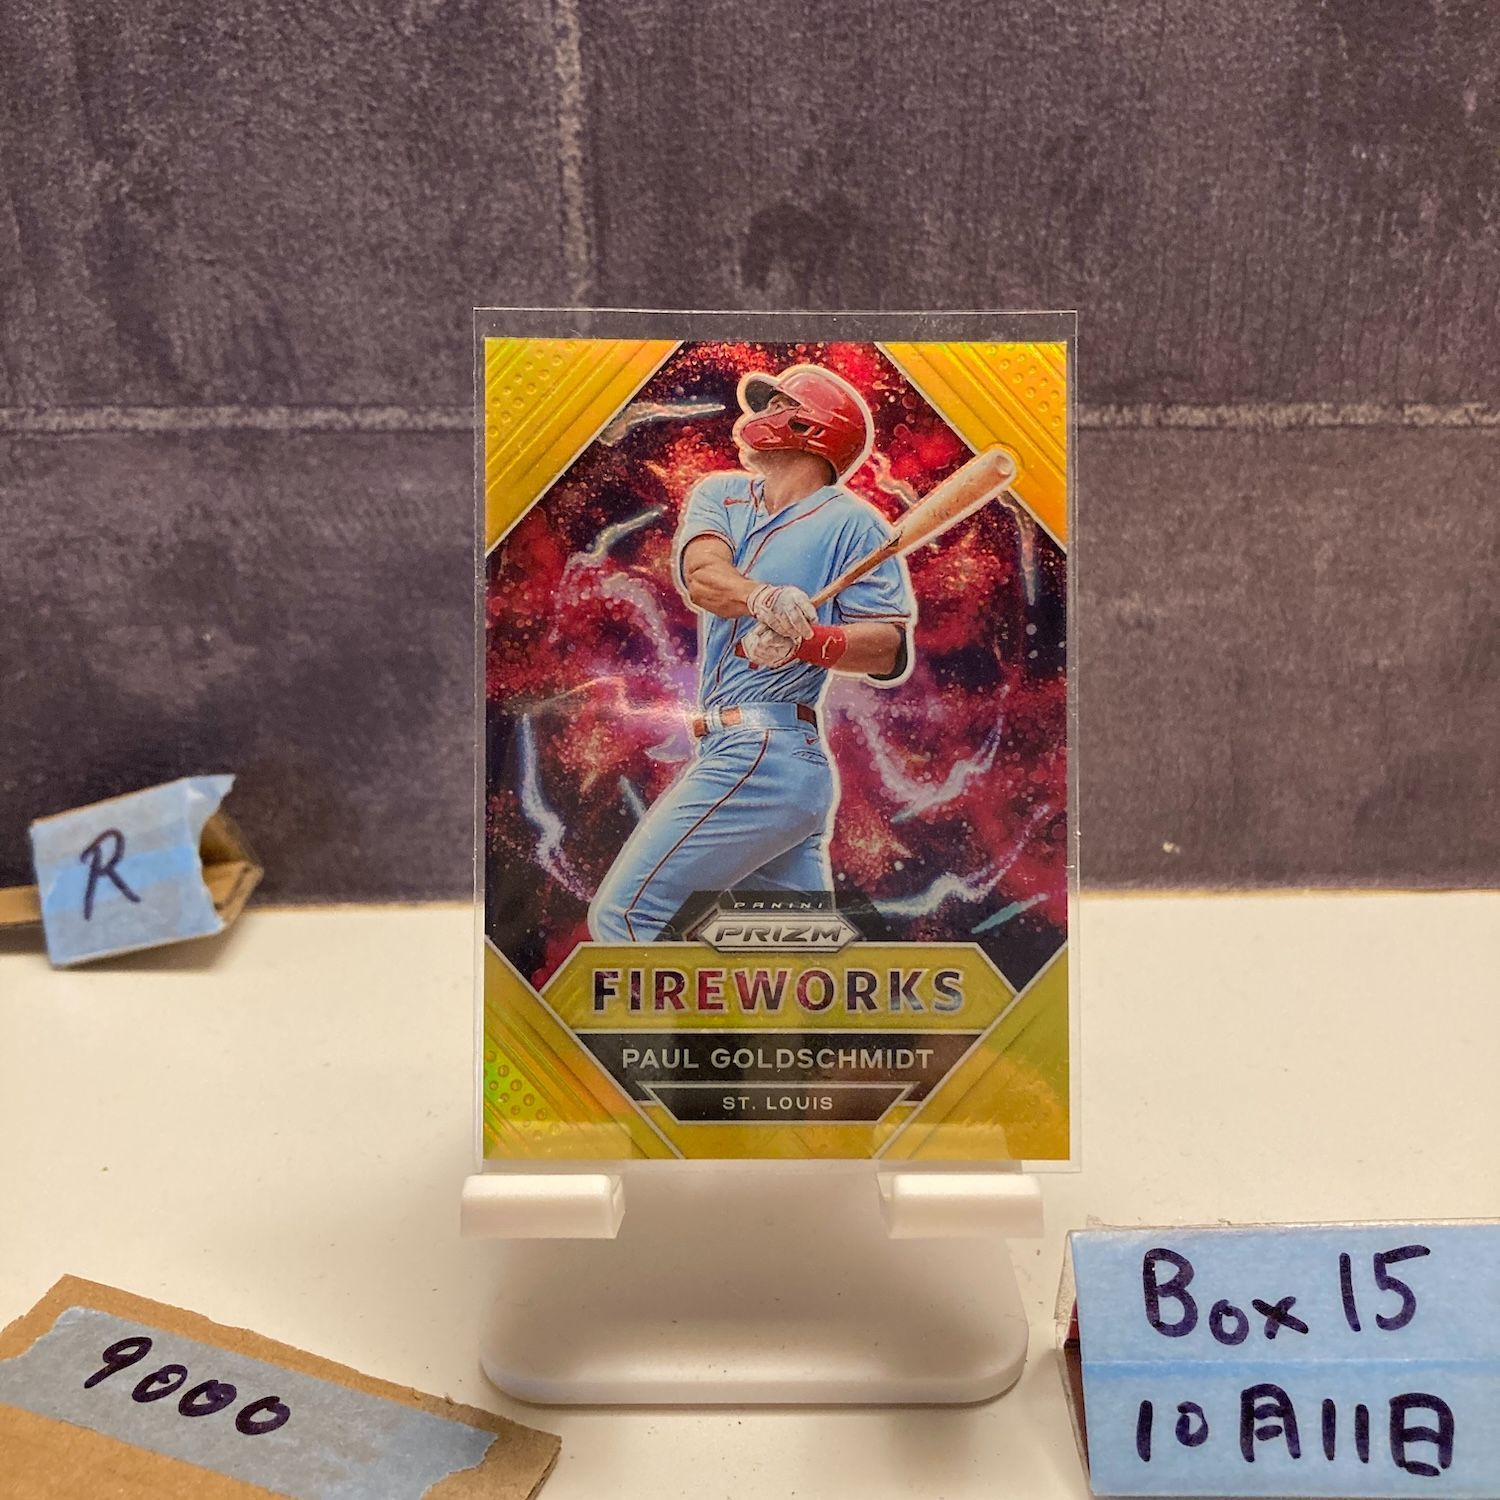 R
PANINI
PRIZM
FIREWORKS
PAUL GOLDSCHMIDT
ST. LOUIS
9000
Box 15
10月11日